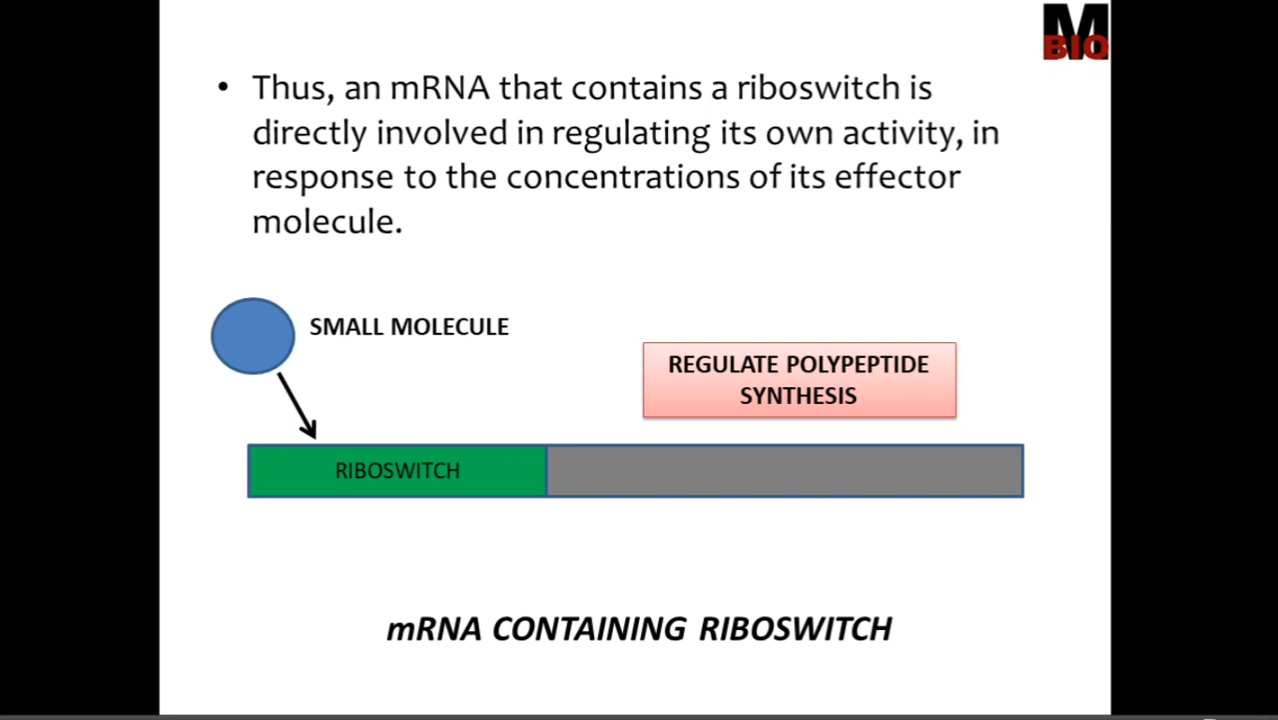 M
BIO
• Thus, an mRNA that contains a riboswitch is
directly involved in regulating its own activity, in
response to the concentrations of its effector
molecule.
SMALL MOLECULE
REGULATE POLYPEPTIDE
SYNTHESIS
RIBOSWITCH
mRNA CONTAINING RIBOSWITCH